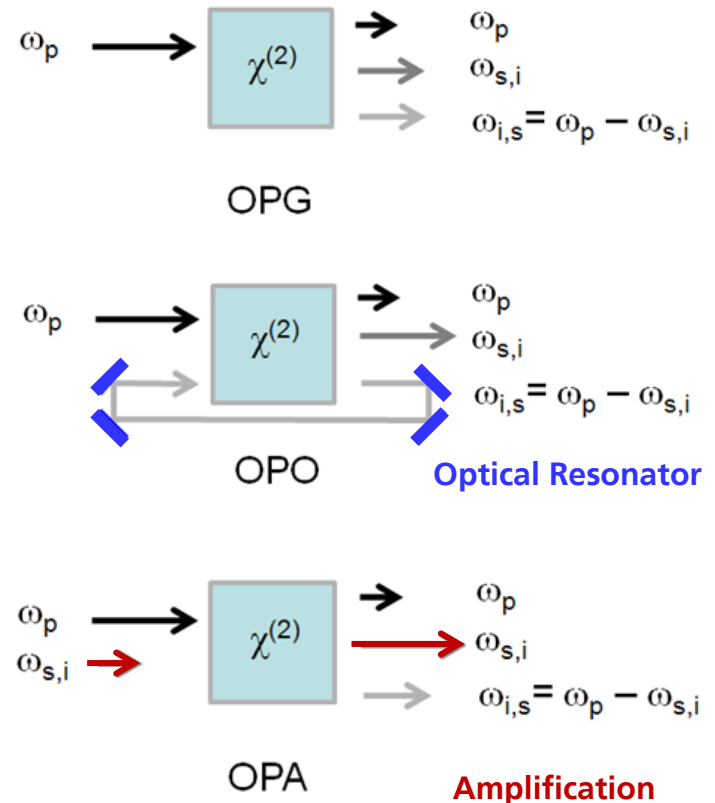 ωp
χ(2)
ωp
ωs,i
ωi,s= ωp − ωs,i
OPG
ωp
χ(2)
ωp
ωs,i
ωi,s= ωp − ωs,i
OPO
Optical Resonator
ωp
ωs,i
χ(2)
ωp
ωs,i
ωi,s= ωp − ωs,i
OPA
Amplification